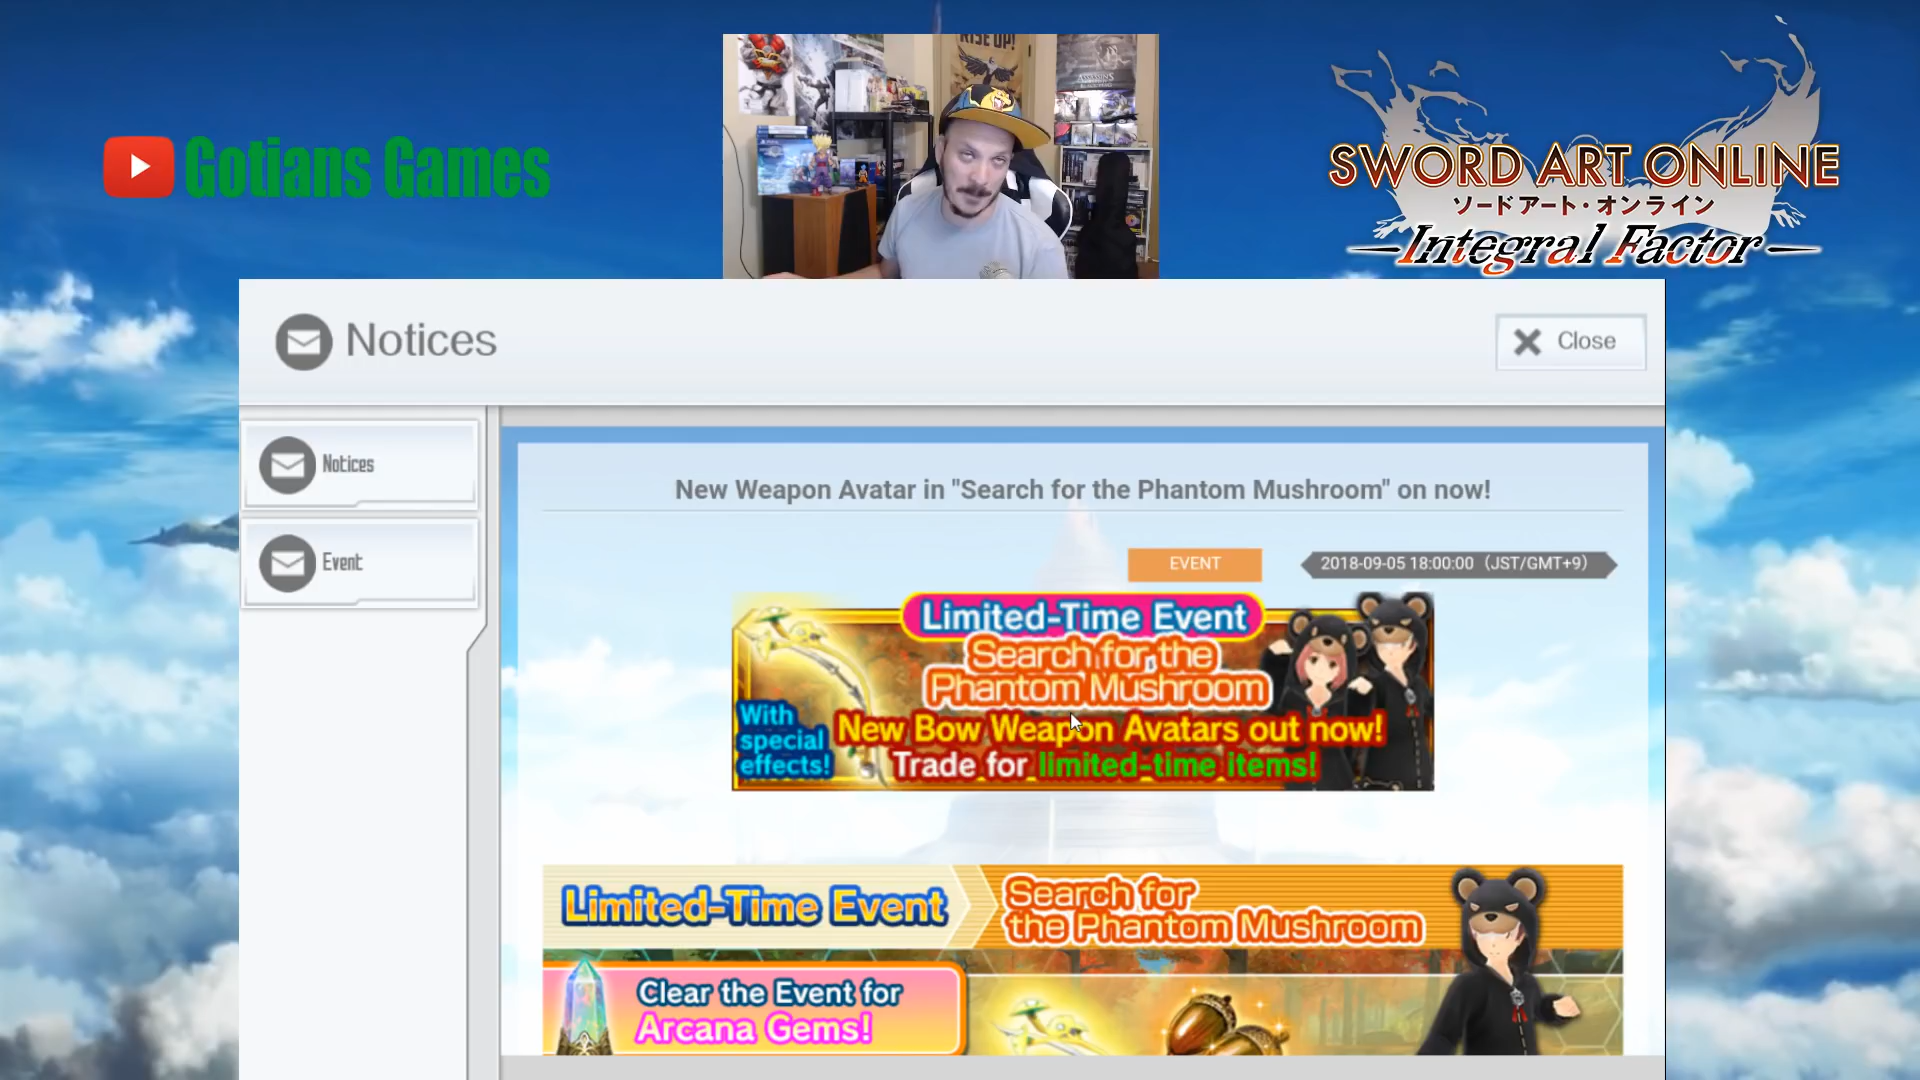 Gotians Games
RISE UP!
ASSASSINS
SWORD ART ONLINE
ソードアート・オンライン
Integral Factor
Notices
Close
Notices
Event
New Weapon Avatar in "Search for the Phantom Mushroom" on now!
EVENT
2018-09-05 18:00:00 (JST/GMT+9)
Limited-Time Event
Search for the
Phantom Mushroom
With
special
effects!
New Bow Weapon Avatars out now!
Trade for limited-time items!
Limited-Time Event
Search for
the Phantom Mushroom
Clear the Event for
Arcana Gems!